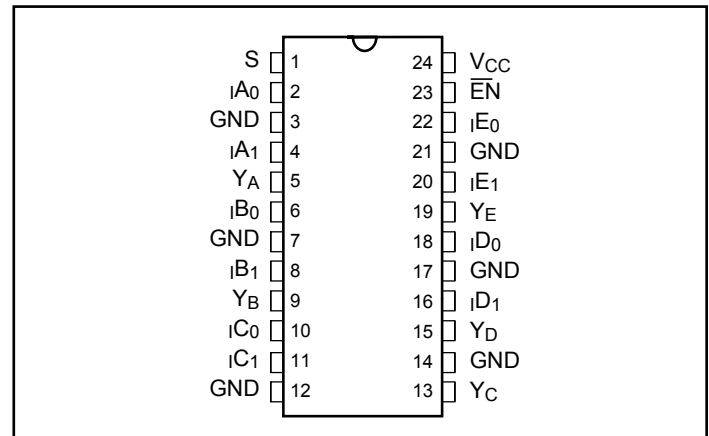 S 1 24 VCC
IA0 2 23 E̅N̅
GND 3 22 IE0
IA1 4 21 GND
YA 5 20 IE1
IB0 6 19 YE
GND 7 18 ID0
IB1 8 17 GND
YB 9 16 ID1
IC0 10 15 YD
IC1 11 14 GND
GND 12 13 YC